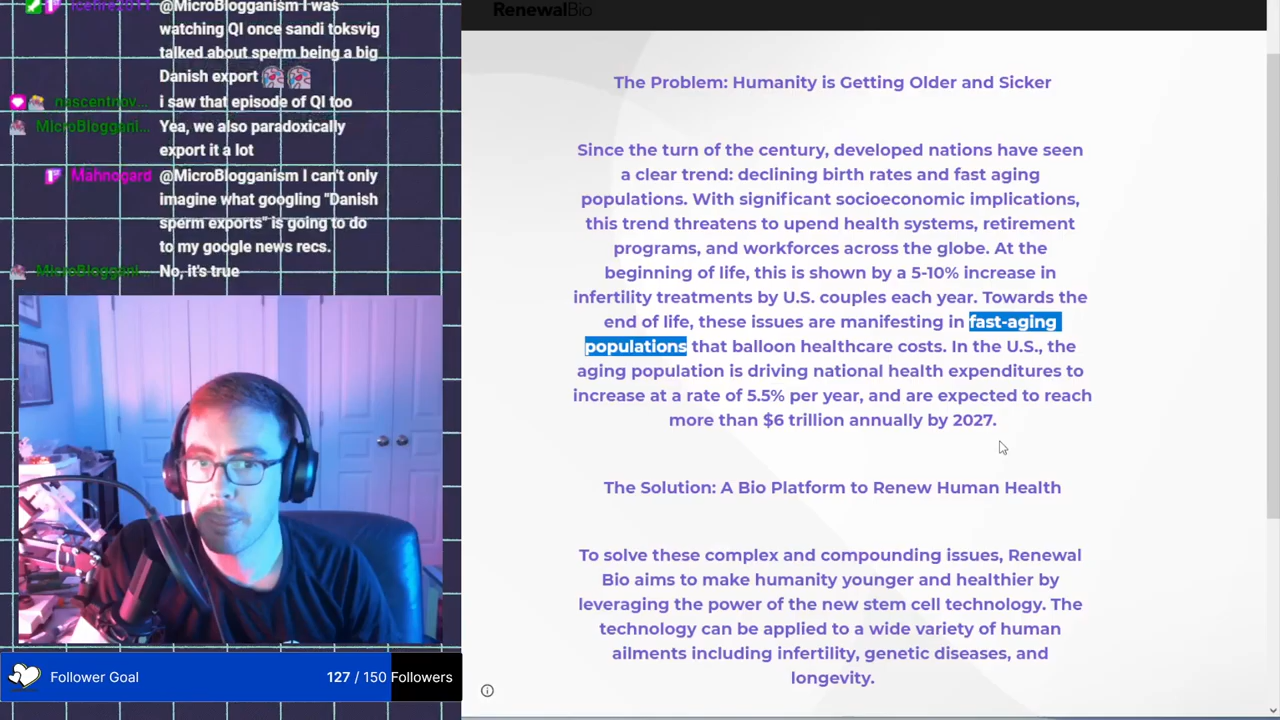 @MicroBlogganism I was
watching QI once sandi toksvig
talked about sperm being a big
Danish export
nascentnov... i saw that episode of QI too
MicroBloggani... Yea, we also paradoxically
export it a lot
Mahnogard @MicroBlogganism I can't only
imagine what googling "Danish
sperm exports" is going to do
to my google news recs.
MicroBloggani... No, it's true
Follower Goal 127 / 150 Followers
RenewalBio
The Problem: Humanity is Getting Older and Sicker
Since the turn of the century, developed nations have seen
a clear trend: declining birth rates and fast aging
populations. With significant socioeconomic implications,
this trend threatens to upend health systems, retirement
programs, and workforces across the globe. At the
beginning of life, this is shown by a 5-10% increase in
infertility treatments by U.S. couples each year. Towards the
end of life, these issues are manifesting in fast-aging
populations that balloon healthcare costs. In the U.S., the
aging population is driving national health expenditures to
increase at a rate of 5.5% per year, and are expected to reach
more than $6 trillion annually by 2027.
The Solution: A Bio Platform to Renew Human Health
To solve these complex and compounding issues, Renewal
Bio aims to make humanity younger and healthier by
leveraging the power of the new stem cell technology. The
technology can be applied to a wide variety of human
ailments including infertility, genetic diseases, and
longevity.